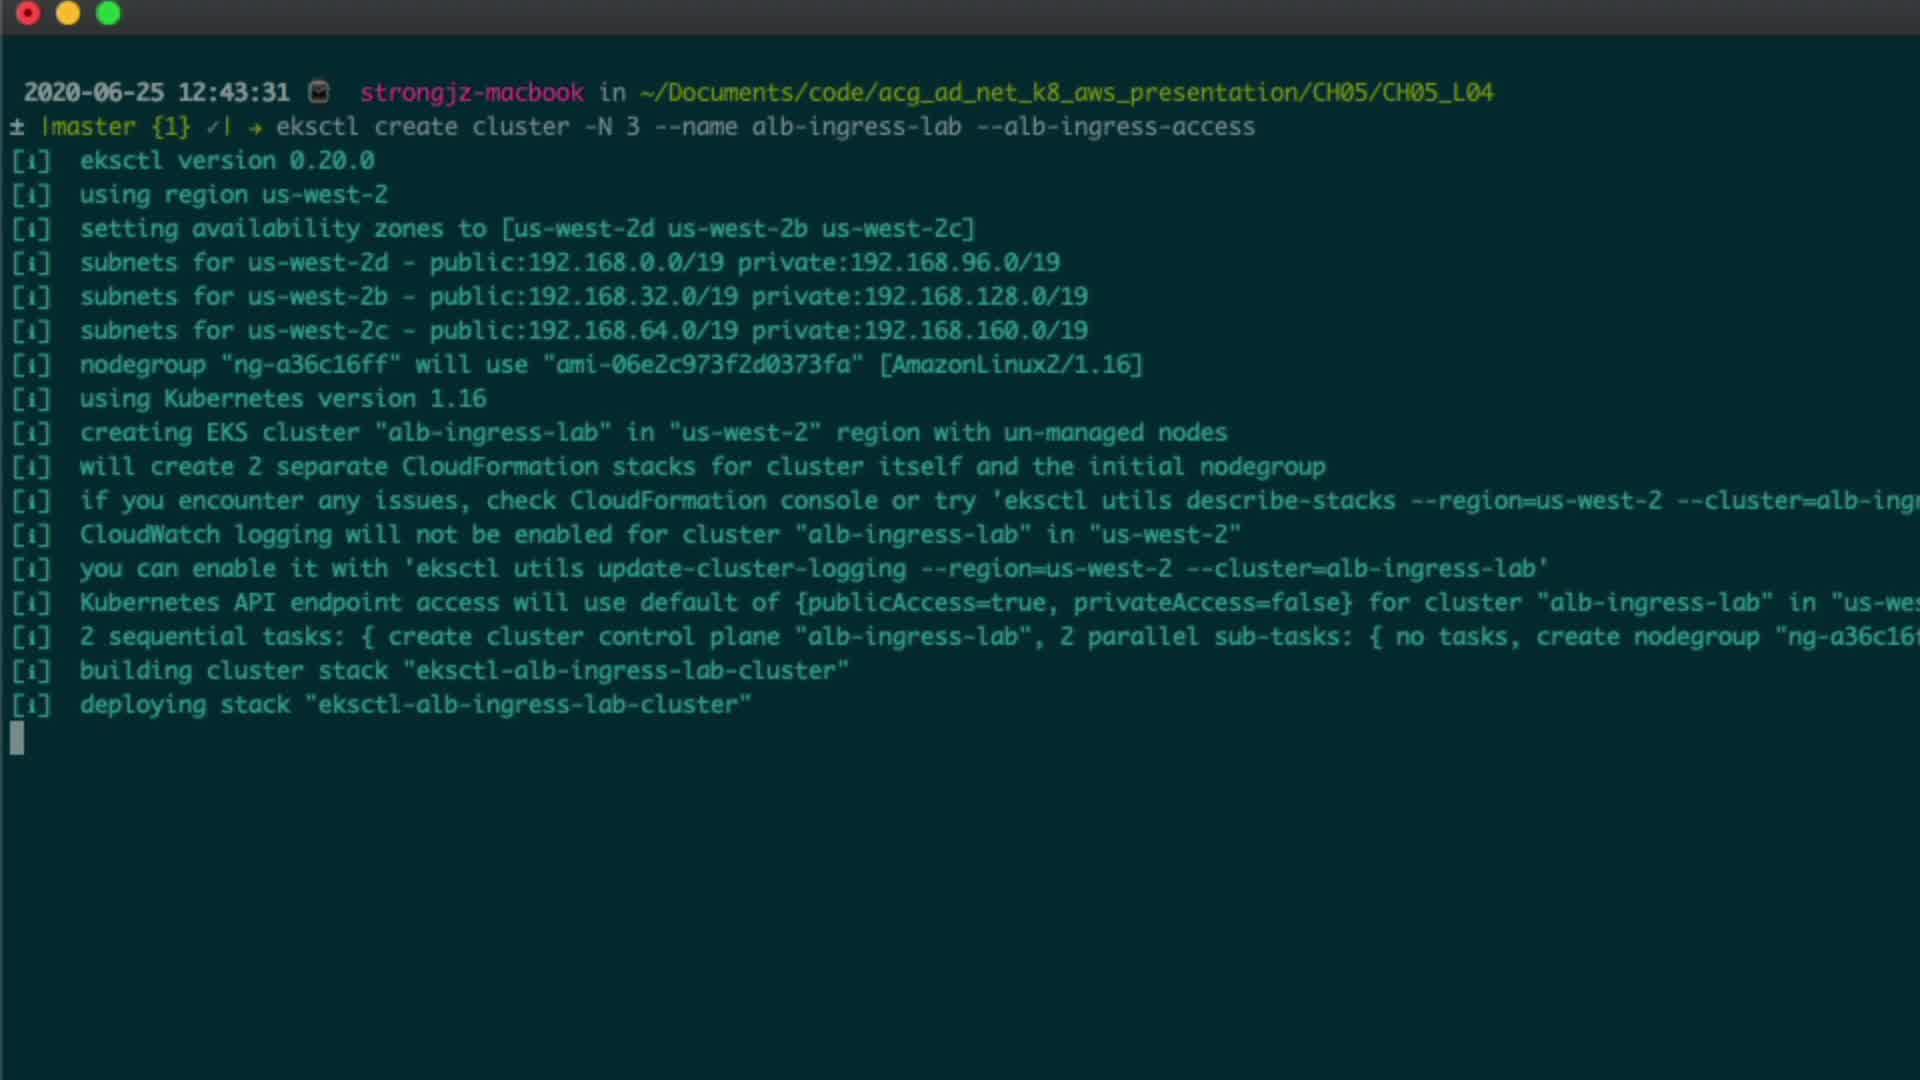 2020-06-25 12:43:31 strongjz-macbook in ~/Documents/code/acg_ad_net_k8_aws_presentation/CH05/CH05_L04
± |master {1} ✓| → eksctl create cluster -N 3 --name alb-ingress-lab --alb-ingress-access
[ℹ]  eksctl version 0.20.0
[ℹ]  using region us-west-2
[ℹ]  setting availability zones to [us-west-2d us-west-2b us-west-2c]
[ℹ]  subnets for us-west-2d - public:192.168.0.0/19 private:192.168.96.0/19
[ℹ]  subnets for us-west-2b - public:192.168.32.0/19 private:192.168.128.0/19
[ℹ]  subnets for us-west-2c - public:192.168.64.0/19 private:192.168.160.0/19
[ℹ]  nodegroup "ng-a36c16ff" will use "ami-06e2c973f2d0373fa" [AmazonLinux2/1.16]
[ℹ]  using Kubernetes version 1.16
[ℹ]  creating EKS cluster "alb-ingress-lab" in "us-west-2" region with un-managed nodes
[ℹ]  will create 2 separate CloudFormation stacks for cluster itself and the initial nodegroup
[ℹ]  if you encounter any issues, check CloudFormation console or try 'eksctl utils describe-stacks --region=us-west-2 --cluster=alb-ingr
[ℹ]  CloudWatch logging will not be enabled for cluster "alb-ingress-lab" in "us-west-2"
[ℹ]  you can enable it with 'eksctl utils update-cluster-logging --region=us-west-2 --cluster=alb-ingress-lab'
[ℹ]  Kubernetes API endpoint access will use default of {publicAccess=true, privateAccess=false} for cluster "alb-ingress-lab" in "us-wes
[ℹ]  2 sequential tasks: { create cluster control plane "alb-ingress-lab", 2 parallel sub-tasks: { no tasks, create nodegroup "ng-a36c16f
[ℹ]  building cluster stack "eksctl-alb-ingress-lab-cluster"
[ℹ]  deploying stack "eksctl-alb-ingress-lab-cluster"